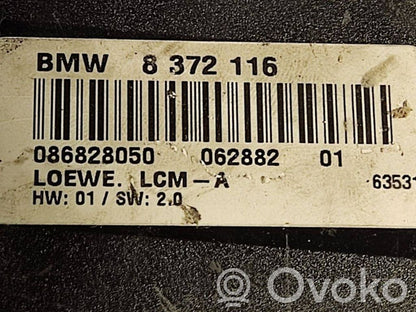 BMW 8 372 116
086828050 062882 01
LOEWE. LCM-A 63531
HW: 01 / SW: 2.0
Ovoko